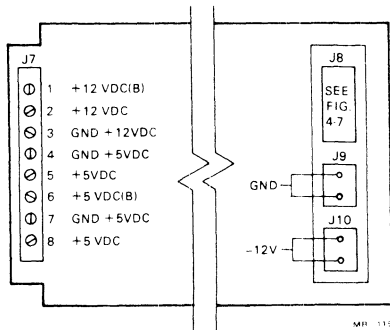 J7
1 +12 VDC(B)
2 +12 VDC
3 GND +12VDC
4 GND +5VDC
5 +5VDC
6 +5 VDC(B)
7 GND +5VDC
8 +5 VDC
J8
SEE
FIG.
4-7
J9
GND
J10
-12V